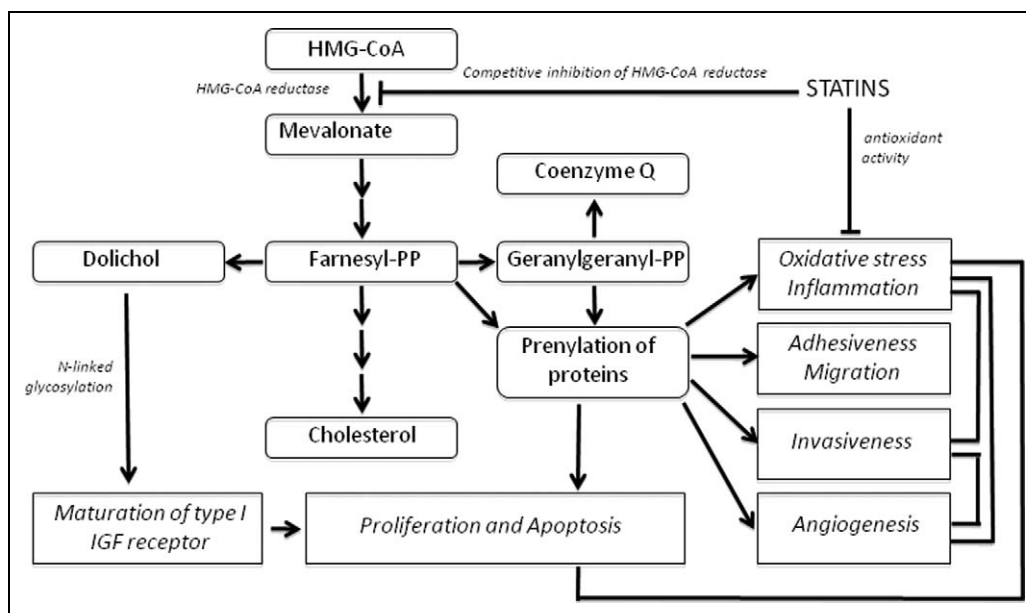 HMG-CoA
Competitive inhibition of HMG-CoA reductase
HMG-CoA reductase
STATINS
Mevalonate
antioxidant
activity
Coenzyme Q
Dolichol
Farnesyl-PP
Geranylgeranyl-PP
Oxidative stress
Inflammation
Prenylation of
proteins
Adhesiveness
Migration
N-linked
glycosylation
Cholesterol
Invasiveness
Maturation of type I
IGF receptor
Proliferation and Apoptosis
Angiogenesis